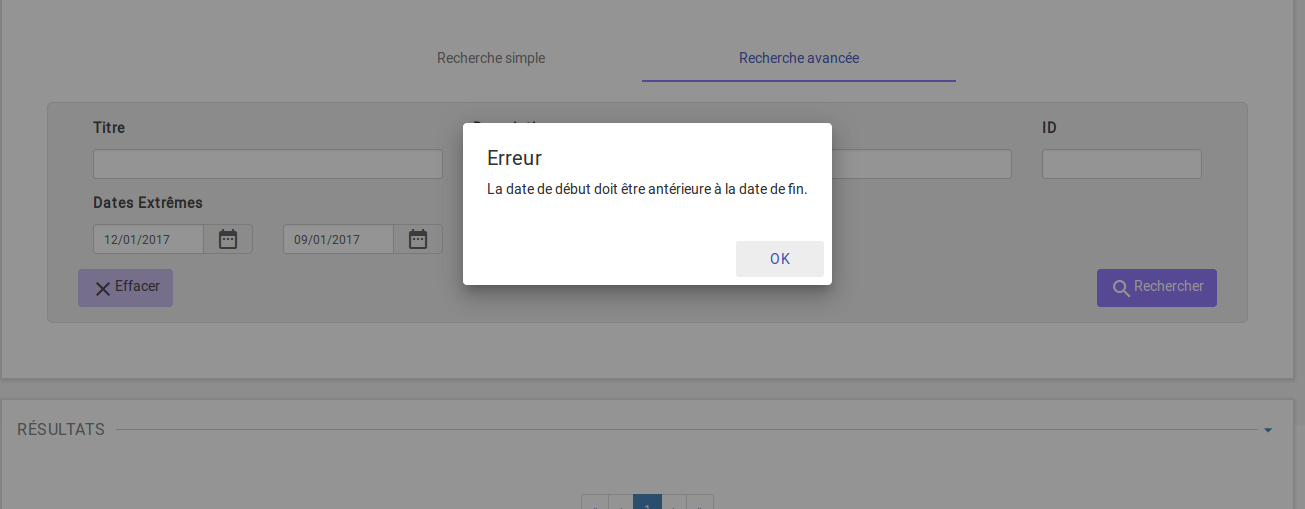 Recherche simple
Recherche avancée
Titre
ID
Erreur
La date de début doit être antérieure à la date de fin.
Dates Extrêmes
12/01/2017
09/01/2017
OK
Effacer
Rechercher
RÉSULTATS
1